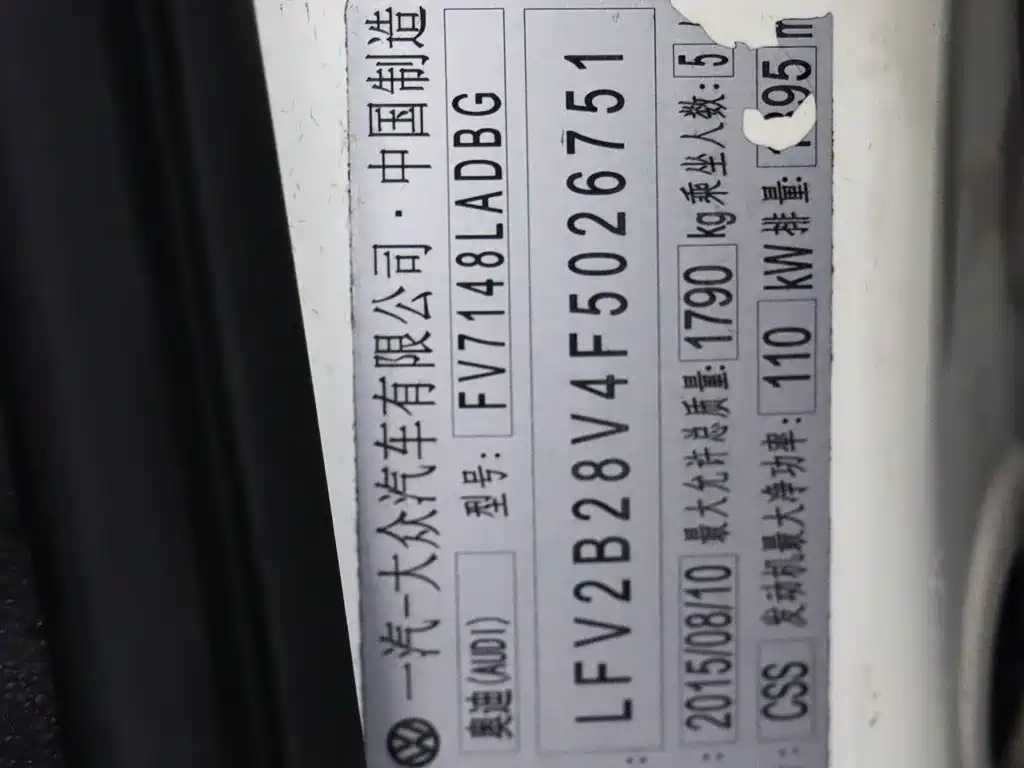 一汽-大众汽车有限公司·中国制造
奥迪(AUDI) 型号: FV7148LADBG
LFV2B28V4F5026751
: 2015/08/10 最大允许总质量: 1790 kg 乘坐人数: 5
: CSS 发动机最大净功率: 110 kW 排量: 1395 m